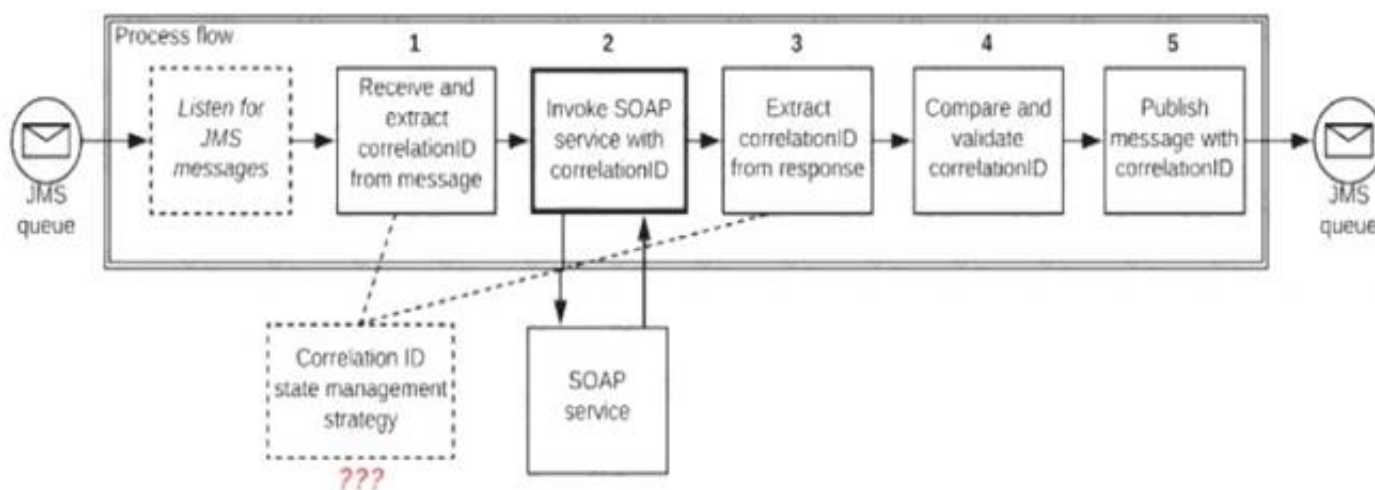 Process flow
1
2
3
4
5
JMS
queue
Listen for
JMS
messages
Receive and
extract
correlationID
from message
Invoke SOAP
service with
correlationID
Extract
correlationID
from response
Compare and
validate
correlationID
Publish
message with
correlationID
JMS
queue
Correlation ID
state management
strategy
???
SOAP
service